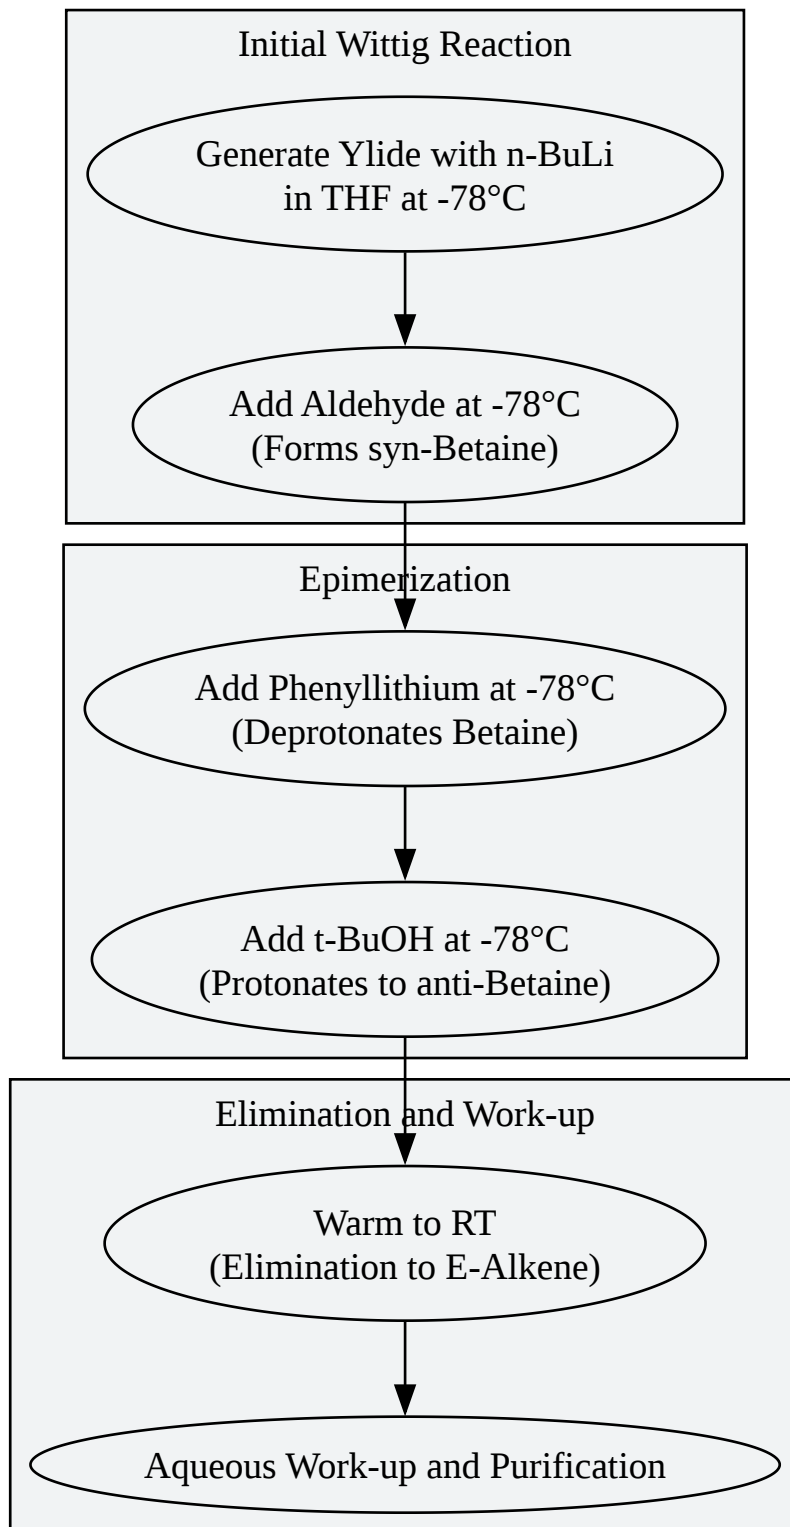 Initial Wittig Reaction
Generate Ylide with n-BuLi
in THF at -78°C
Add Aldehyde at -78°C
(Forms syn-Betaine)
Epimerization
Add Phenyllithium at -78°C
(Deprotonates Betaine)
Add t-BuOH at -78°C
(Protonates to anti-Betaine)
Elimination and Work-up
Warm to RT
(Elimination to E-Alkene)
Aqueous Work-up and Purification